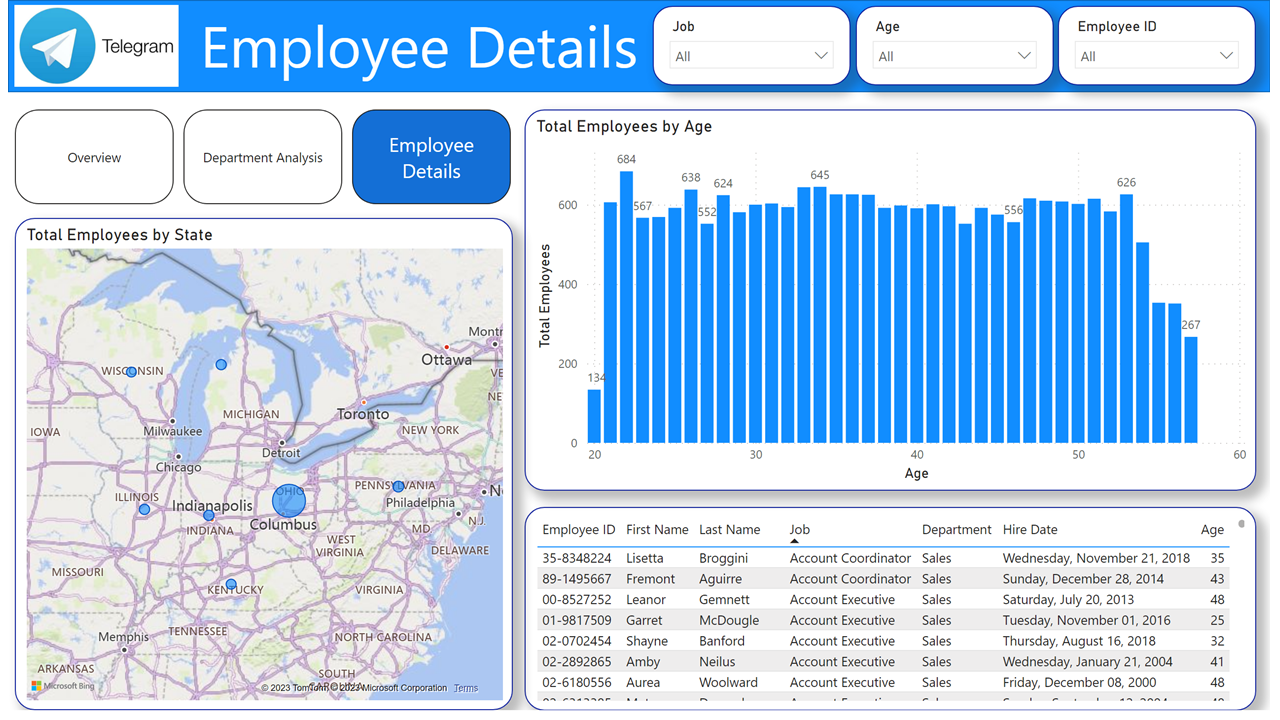 Telegram
Employee Details
Job
All
Age
All
Employee ID
All
Overview
Department Analysis
Employee
Details
Total Employees by State
WISCONSIN
MICHIGAN
IOWA
Milwaukee
Chicago
Detroit
Toronto
Ottawa
Montr
VE
NE
NEW YORK
ILLINOIS
Indianapolis
INDIANA
OHIO
Columbus
PENNSYLVANIA
Philadelphia
N
N.J.
MD
DELAWARE
WEST
VIRGINIA
MISSOURI
KENTUCKY
VIRGINIA
Memphis
TENNESSEE
NORTH CAROLINA
ARKANSAS
SOUTH
Microsoft Bing
© 2023 TomTom, © 2023 Microsoft Corporation Terms
Total Employees by Age
Total Employees
600
400
200
0
134
684
567
638
552
624
645
556
626
267
20
30
40
50
60
Age
Employee ID First Name Last Name Job Department Hire Date Age
35-8348224 Lisetta Broggini Account Coordinator Sales Wednesday, November 21, 2018 35
89-1495667 Fremont Aguirre Account Coordinator Sales Sunday, December 28, 2014 43
00-8527252 Leanor Gemnett Account Executive Sales Saturday, July 20, 2013 48
01-9817509 Garret McDougle Account Executive Sales Tuesday, November 01, 2016 25
02-0702454 Shayne Banford Account Executive Sales Thursday, August 16, 2018 32
02-2892865 Amby Neilus Account Executive Sales Wednesday, January 21, 2004 41
02-6180556 Aurea Woolward Account Executive Sales Friday, December 08, 2000 48